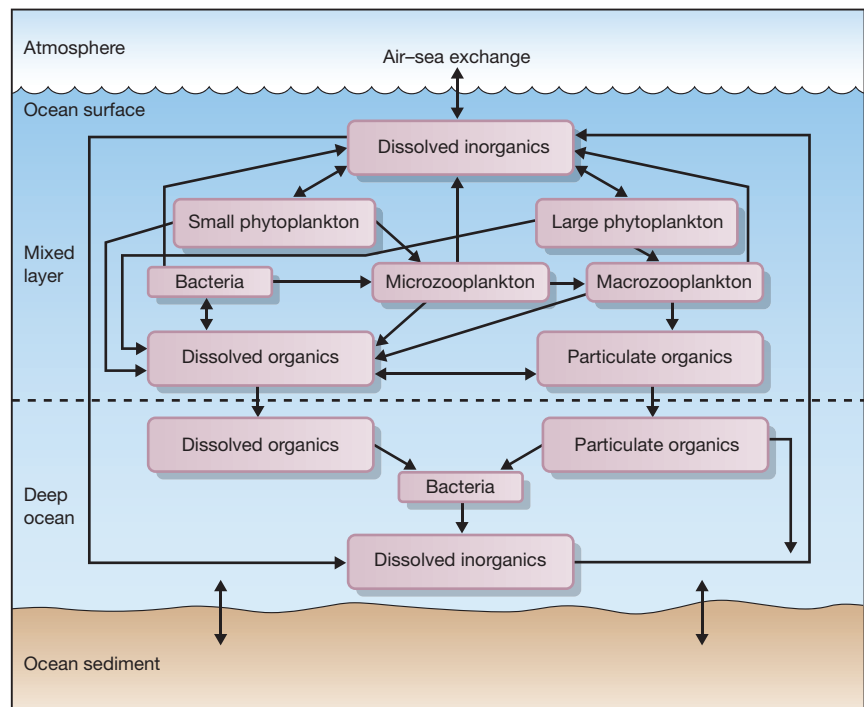 Atmosphere
Air–sea exchange
Ocean surface
Dissolved inorganics
Small phytoplankton
Large phytoplankton
Mixed
layer
Bacteria
Microzooplankton
Macrozooplankton
Dissolved organics
Particulate organics
Dissolved organics
Particulate organics
Bacteria
Deep
ocean
Dissolved inorganics
Ocean sediment